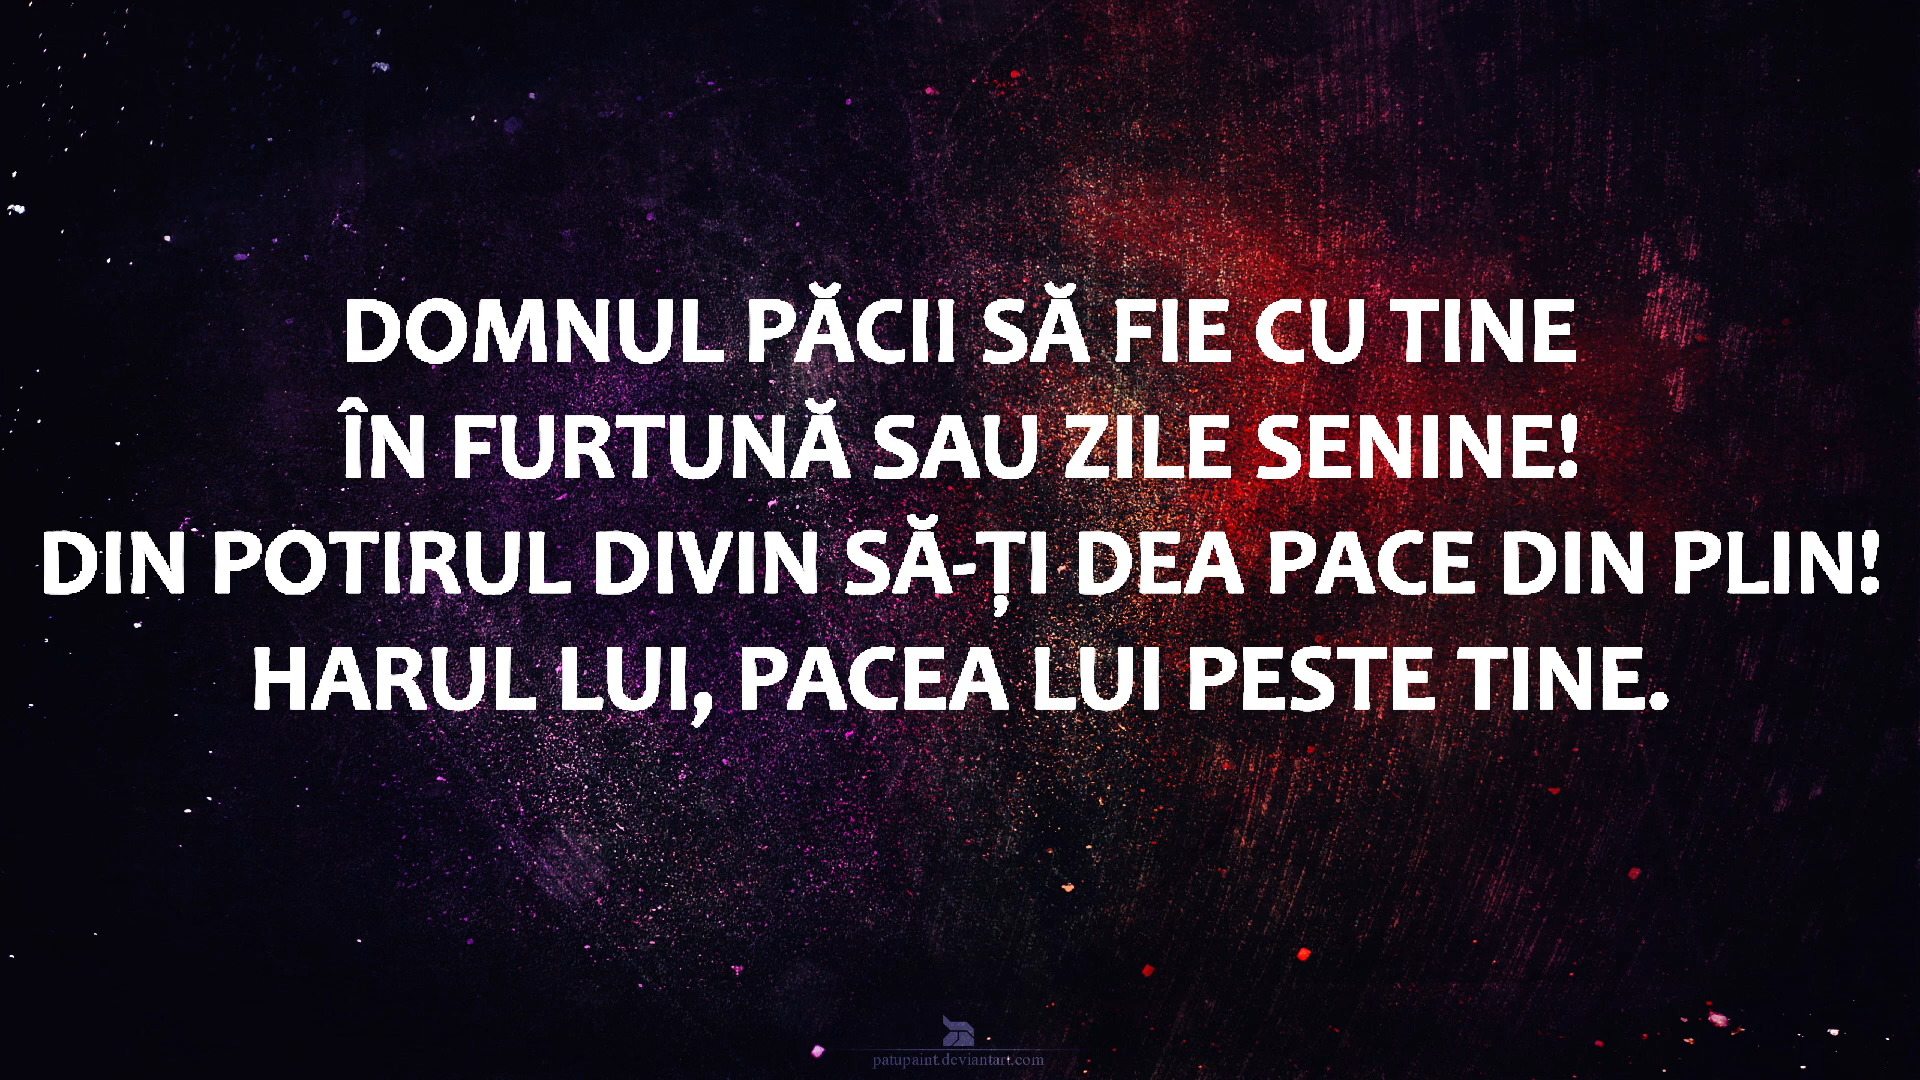 DOMNUL PĂCII SĂ FIE CU TINE
ÎN FURTUNĂ SAU ZILE SENINE!
DIN POTIRUL DIVIN SĂ-ȚI DEA PACE DIN PLIN!
HARUL LUI, PACEA LUI PESTE TINE.
patupaint.deviantart.com